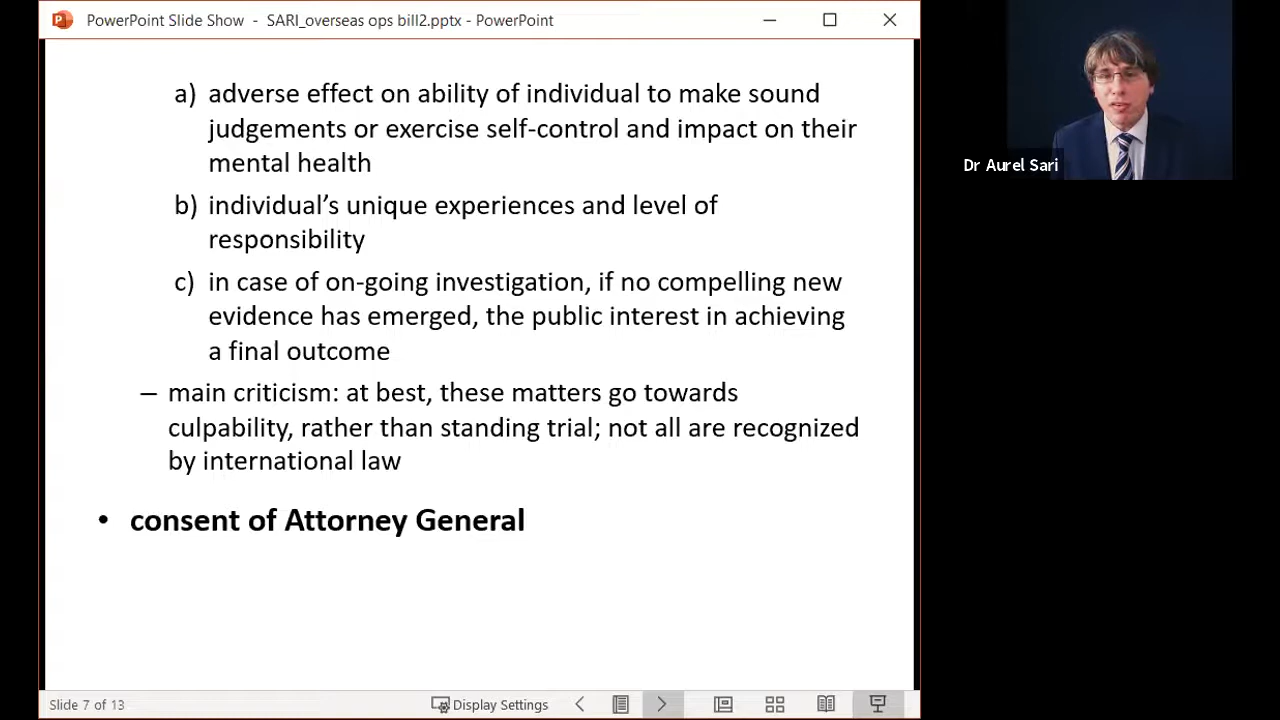 PowerPoint Slide Show - SARI_overseas ops bill2.pptx - PowerPoint
a) adverse effect on ability of individual to make sound
judgements or exercise self-control and impact on their
mental health
b) individual’s unique experiences and level of
responsibility
c) in case of on-going investigation, if no compelling new
evidence has emerged, the public interest in achieving
a final outcome
– main criticism: at best, these matters go towards
culpability, rather than standing trial; not all are recognized
by international law
• consent of Attorney General
Slide 7 of 13
Display Settings
Dr Aurel Sari